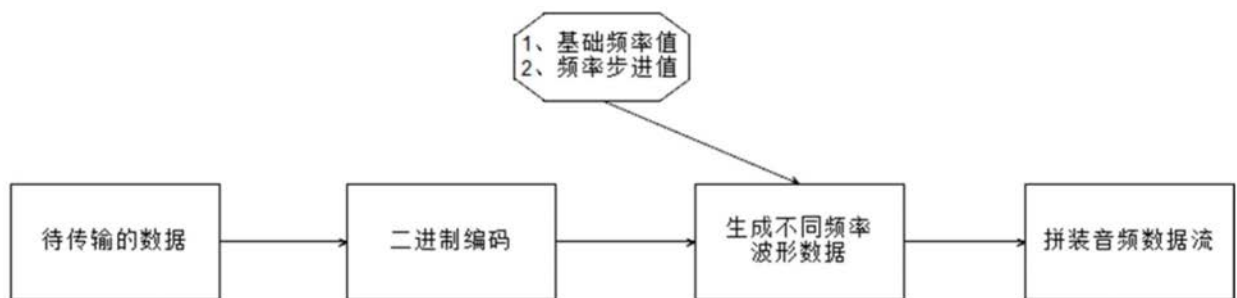 1、基础频率值
2、频率步进值
待传输的数据
二进制编码
生成不同频率
波形数据
拼装音频数据流